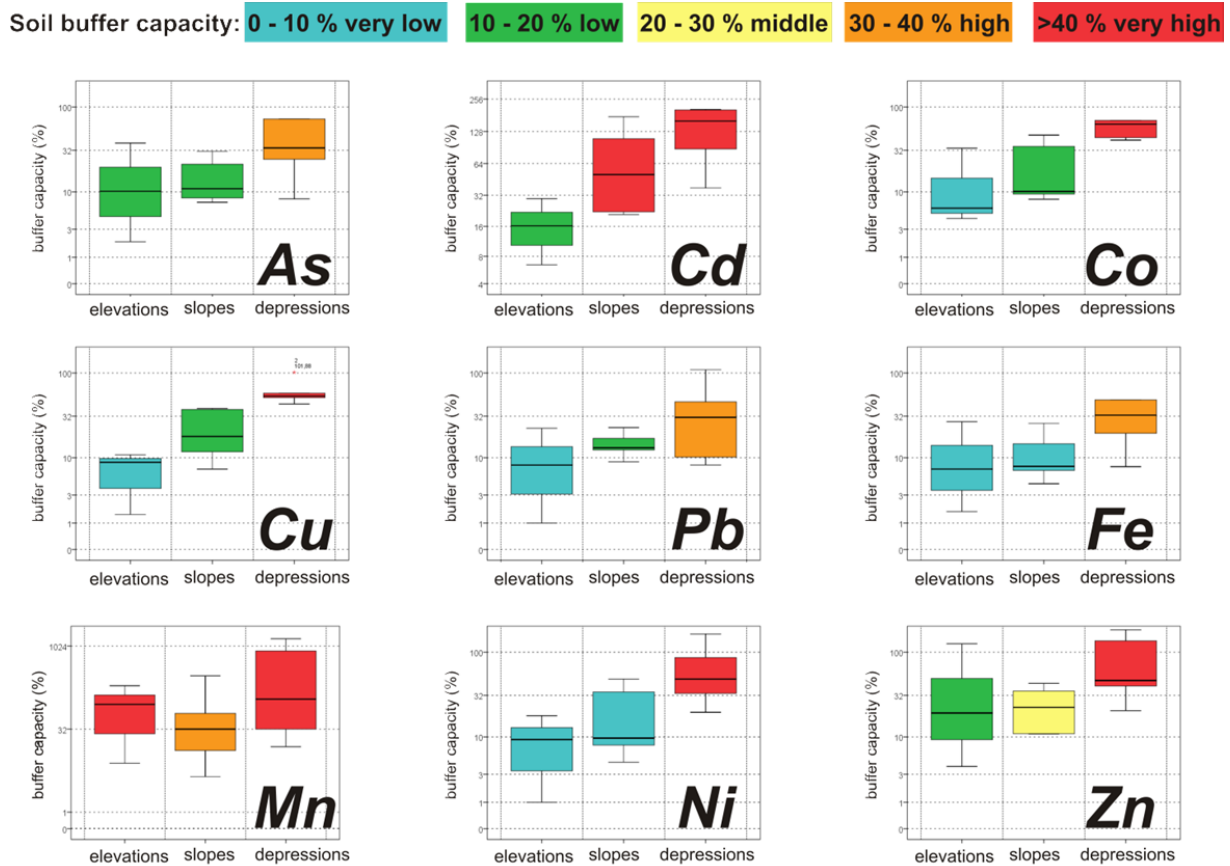 Soil buffer capacity: 0 - 10 % very low 10 - 20 % low 20 - 30 % middle 30 - 40 % high >40 % very high
buffer capacity (%)
100
32
10
3
1
0
As
elevations slopes depressions
buffer capacity (%)
256
128
64
32
16
8
4
Cd
elevations slopes depressions
buffer capacity (%)
100
32
10
3
1
0
Co
elevations slopes depressions
buffer capacity (%)
100
32
10
3
1
0
2
101,88
Cu
elevations slopes depressions
buffer capacity (%)
100
32
10
3
1
0
Pb
elevations slopes depressions
buffer capacity (%)
100
32
10
3
1
0
Fe
elevations slopes depressions
buffer capacity (%)
1024
32
1
0
Mn
elevations slopes depressions
buffer capacity (%)
100
32
10
3
1
0
Ni
elevations slopes depressions
buffer capacity (%)
100
32
10
3
1
0
Zn
elevations slopes depressions